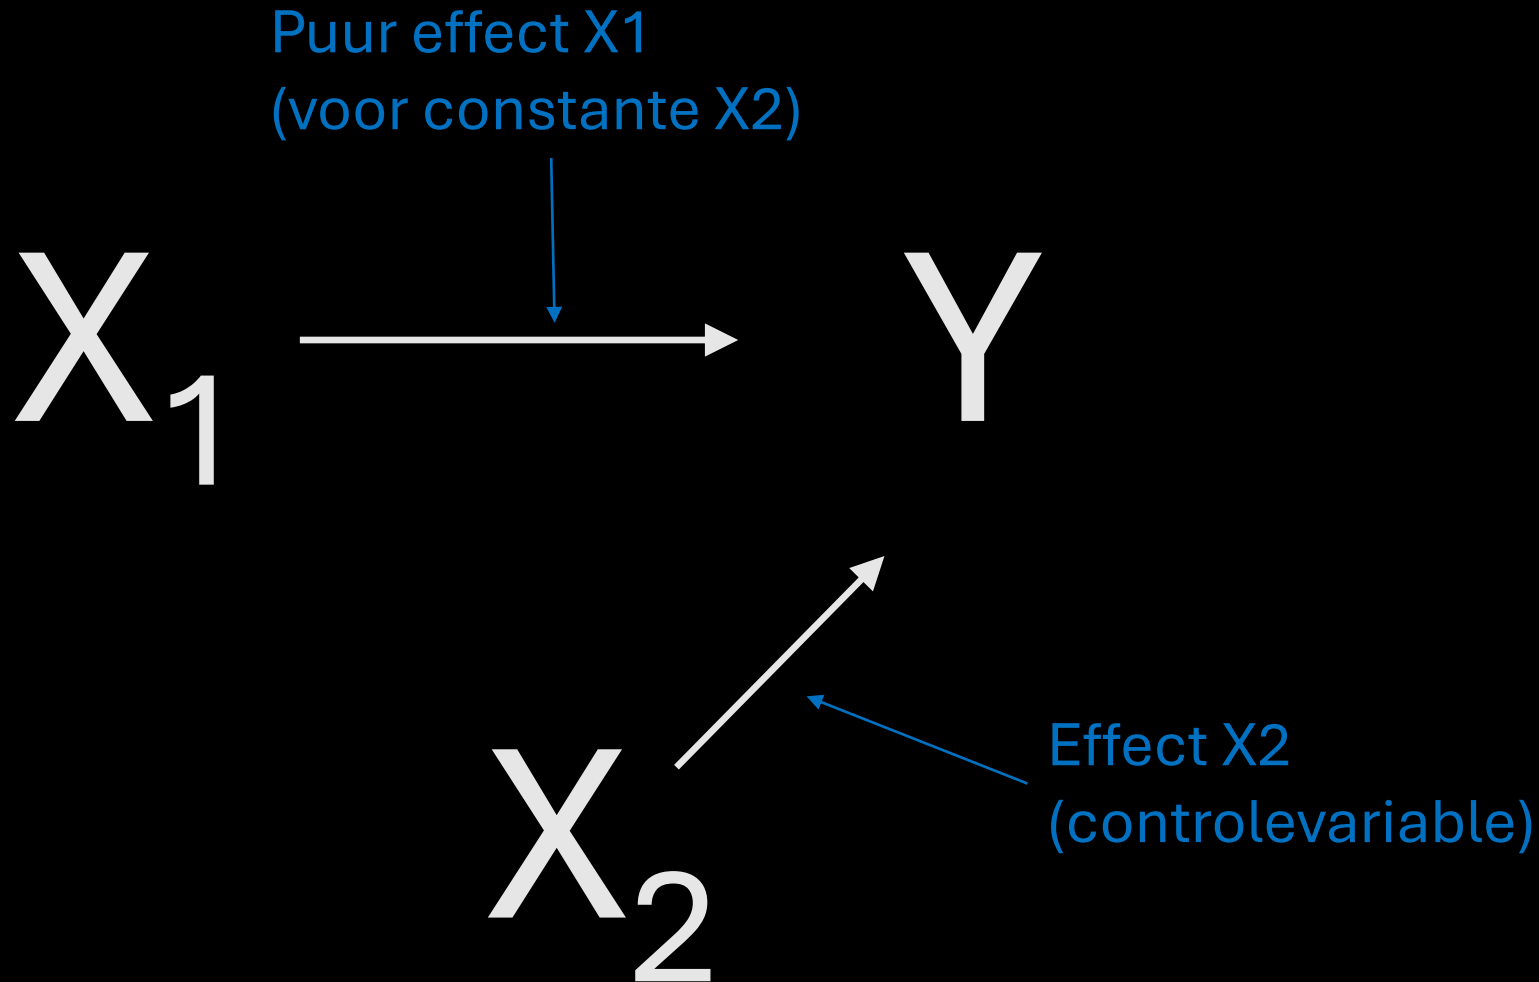 Puur effect X1
(voor constante X2)
X₁
Y
Effect X2
(controlevariable)
X₂